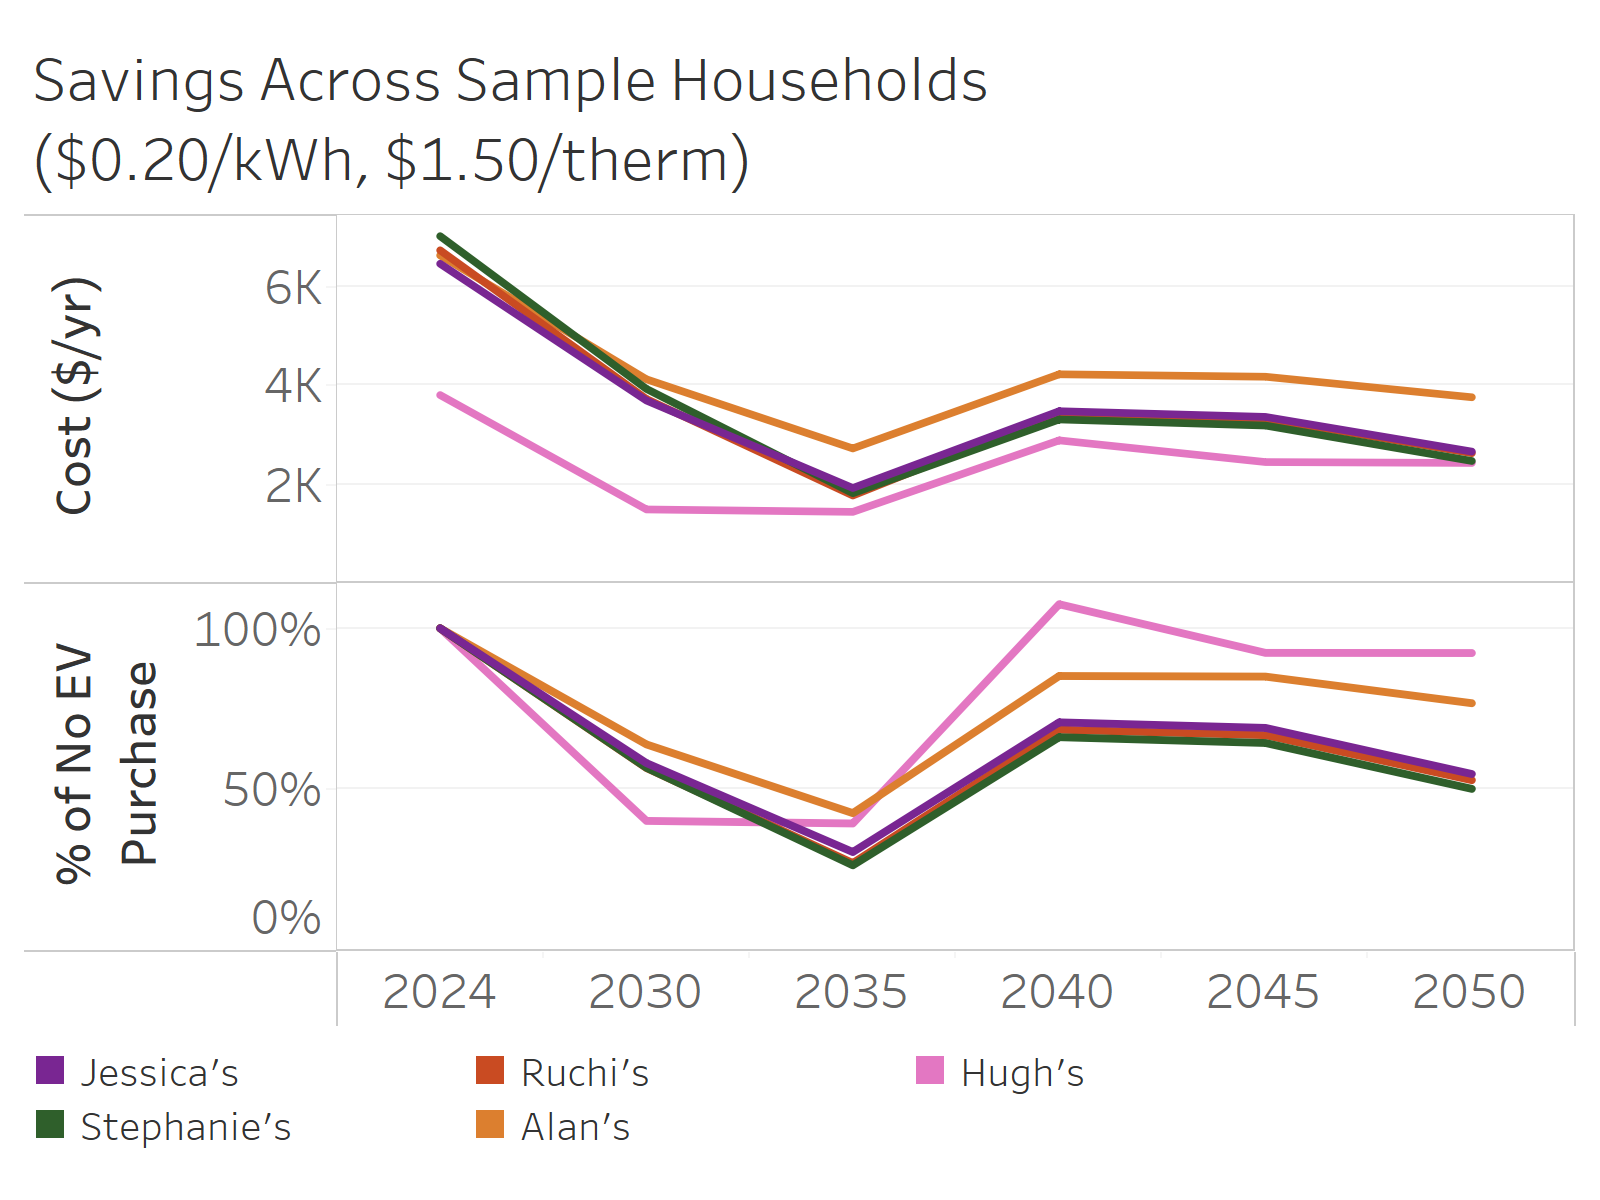 Savings Across Sample Households
($0.20/kWh, $1.50/therm)
Cost ($/yr)
6K
4K
2K
% of No EV
Purchase
100%
50%
0%
2024 2030 2035 2040 2045 2050
Jessica's Ruchi's Hugh's
Stephanie's Alan's